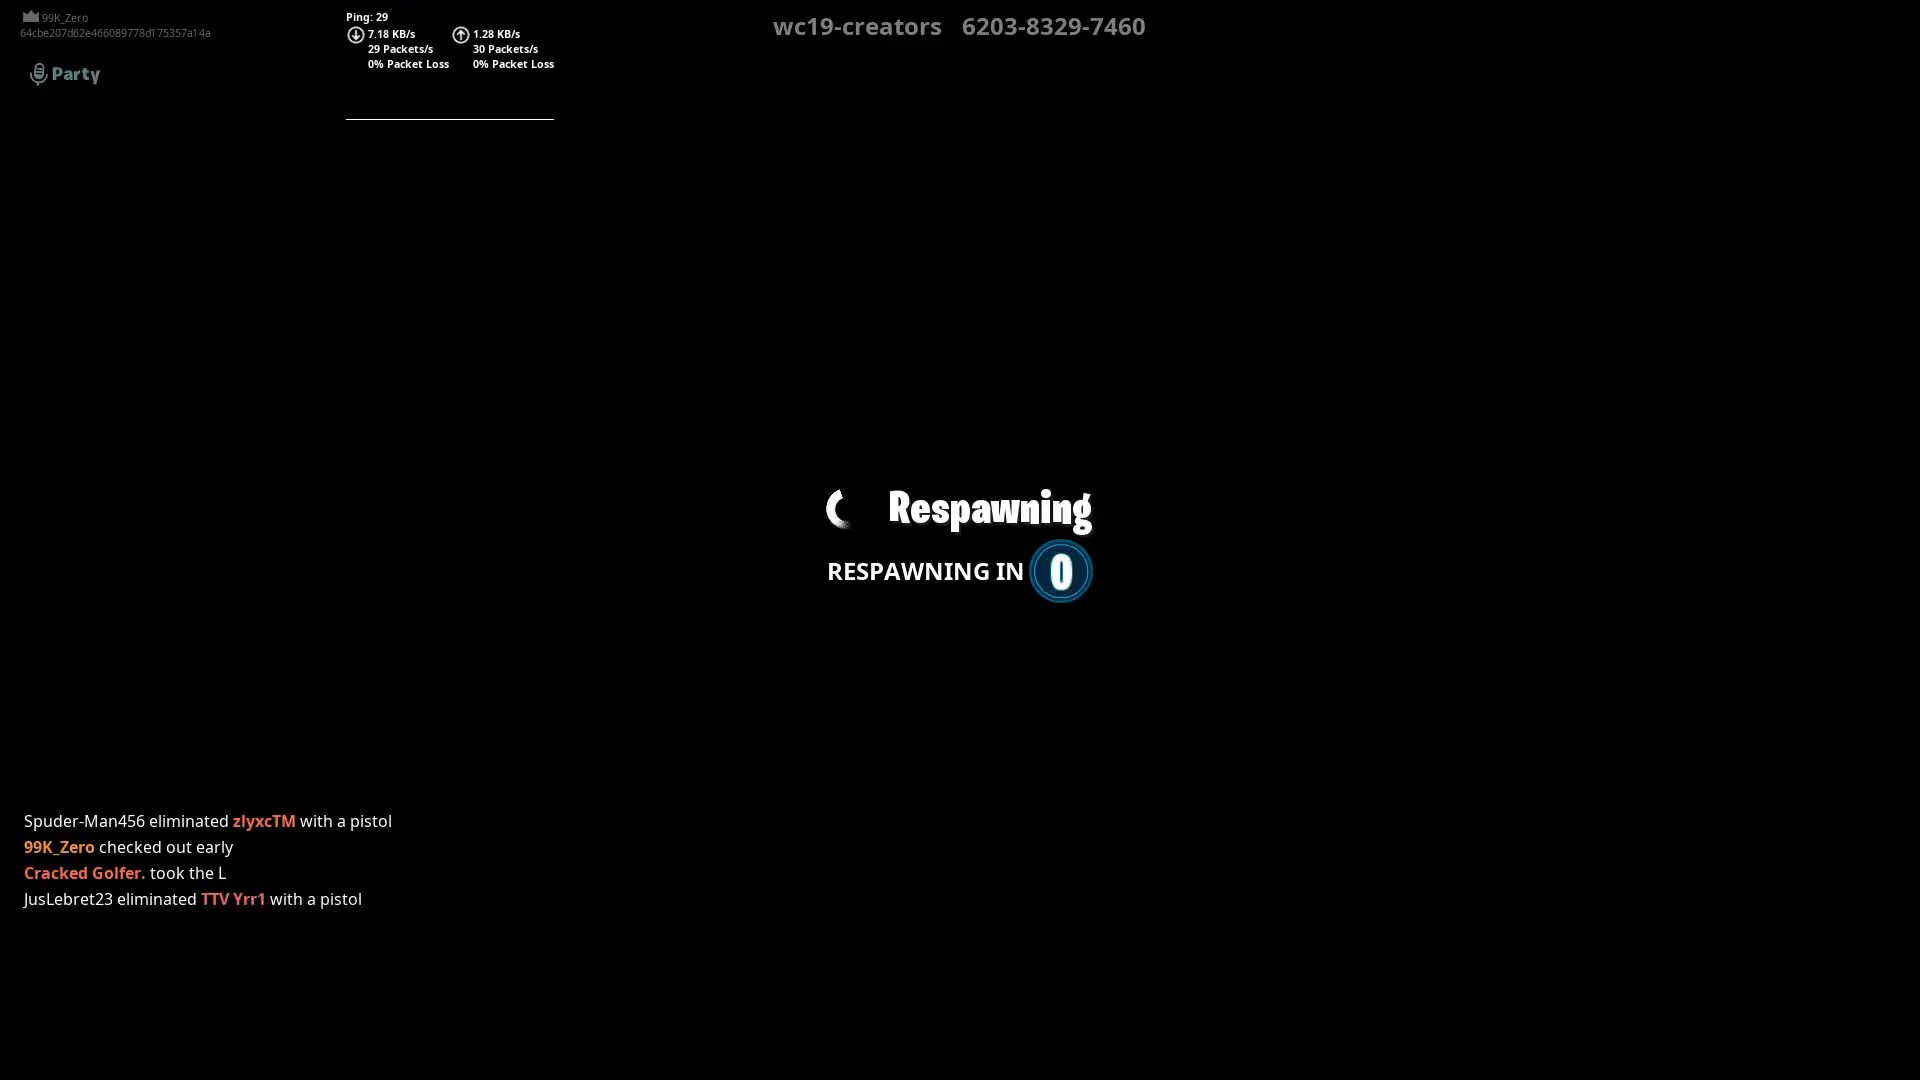 99K_Zero
64cbe207d62e466089778d175357a14a
Party
Ping: 29
7.18 KB/s 1.28 KB/s
29 Packets/s 30 Packets/s
0% Packet Loss 0% Packet Loss
wc19-creators 6203-8329-7460
Respawning
RESPAWNING IN 0
Spuder-Man456 eliminated zlyxcTM with a pistol
99K_Zero checked out early
Cracked Golfer. took the L
JusLebret23 eliminated TTV Yrr1 with a pistol